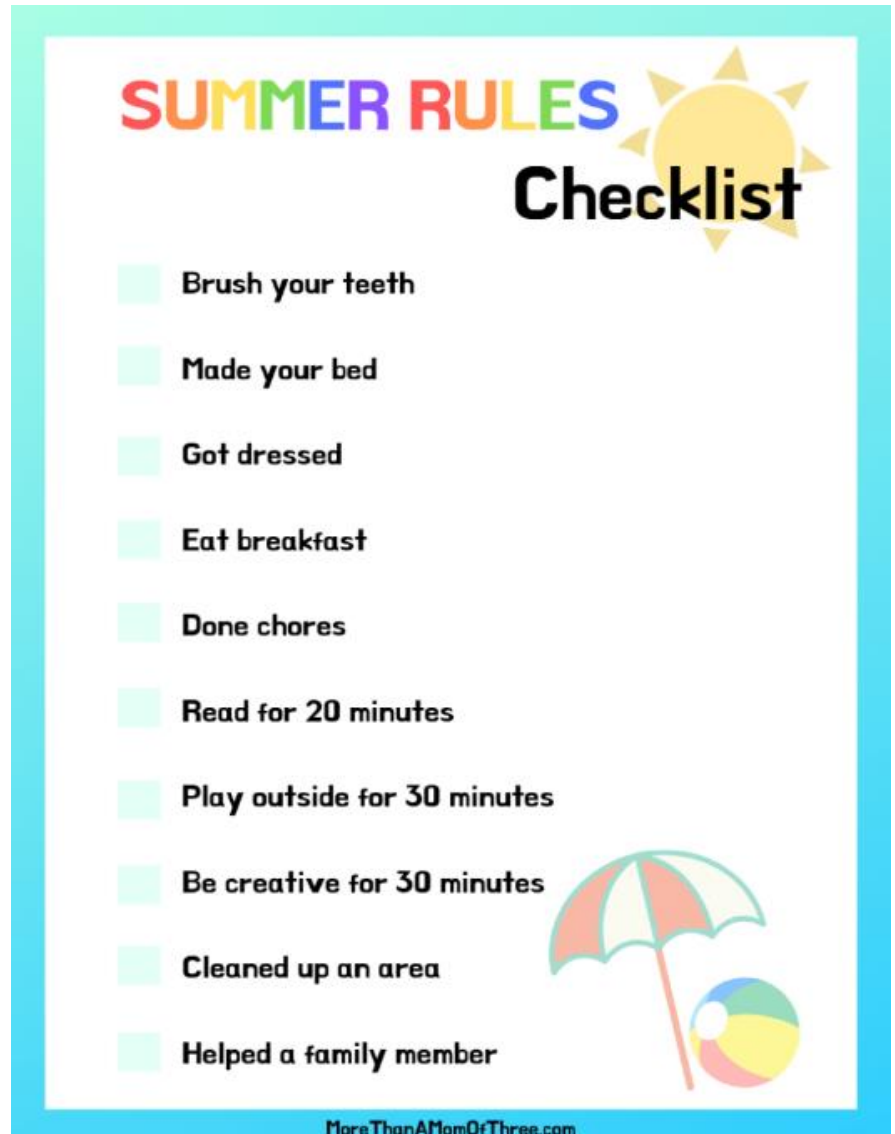 SUMMER RULES
Checklist
Brush your teeth
Made your bed
Got dressed
Eat breakfast
Done chores
Read for 20 minutes
Play outside for 30 minutes
Be creative for 30 minutes
Cleaned up an area
Helped a family member
MoreThanAMomOfThree.com